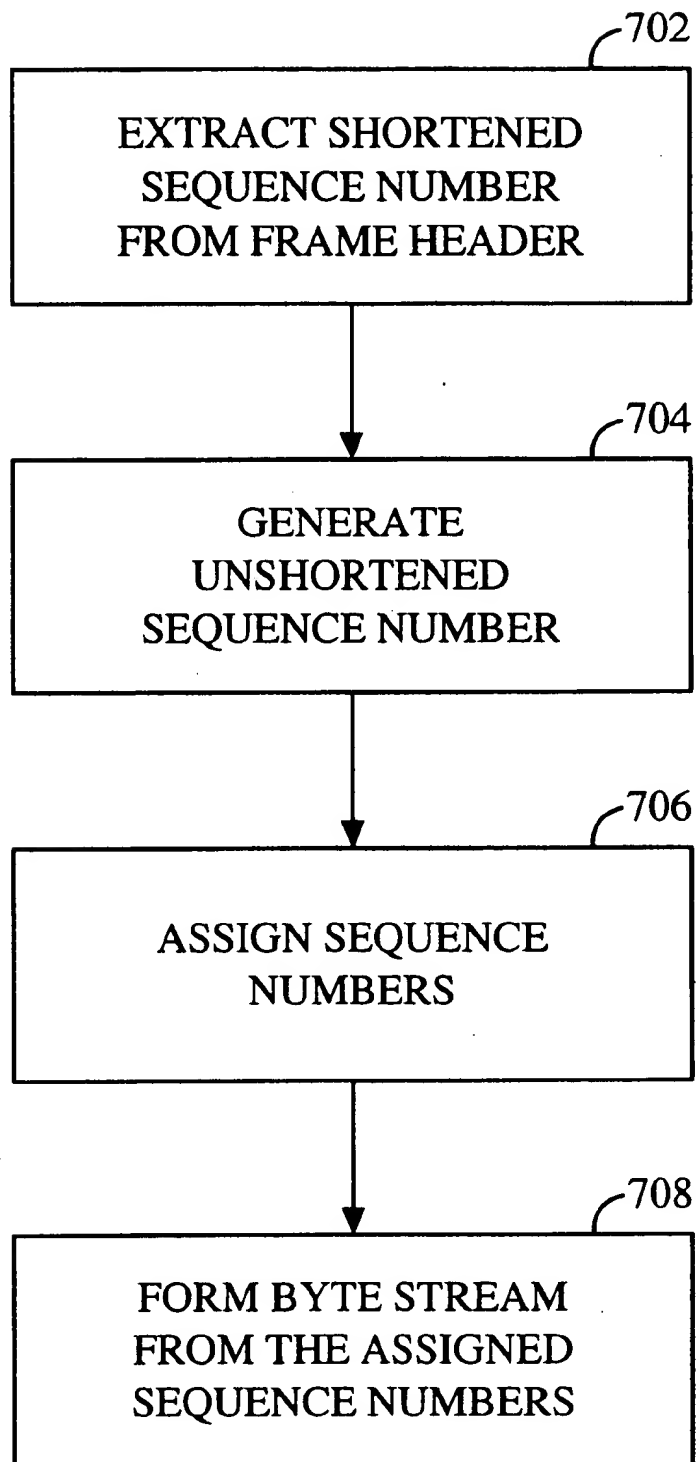 702
EXTRACT SHORTENED
SEQUENCE NUMBER
FROM FRAME HEADER
704
GENERATE
UNSHORTENED
SEQUENCE NUMBER
706
ASSIGN SEQUENCE
NUMBERS
708
FORM BYTE STREAM
FROM THE ASSIGNED
SEQUENCE NUMBERS